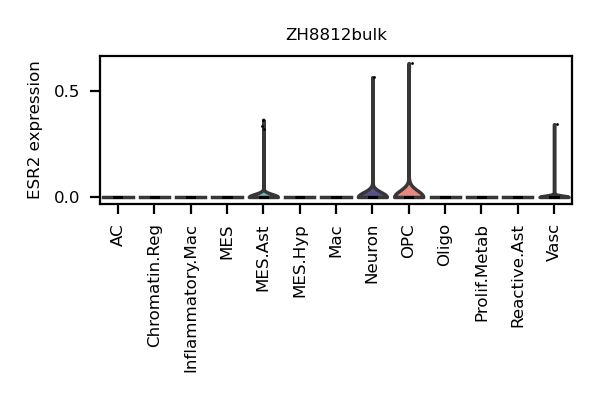 ZH8812bulk
ESR2 expression
0.5
0.0
AC
Chromatin.Reg
Inflammatory.Mac
MES
MES.Ast
MES.Hyp
Mac
Neuron
OPC
Oligo
Prolif.Metab
Reactive.Ast
Vasc